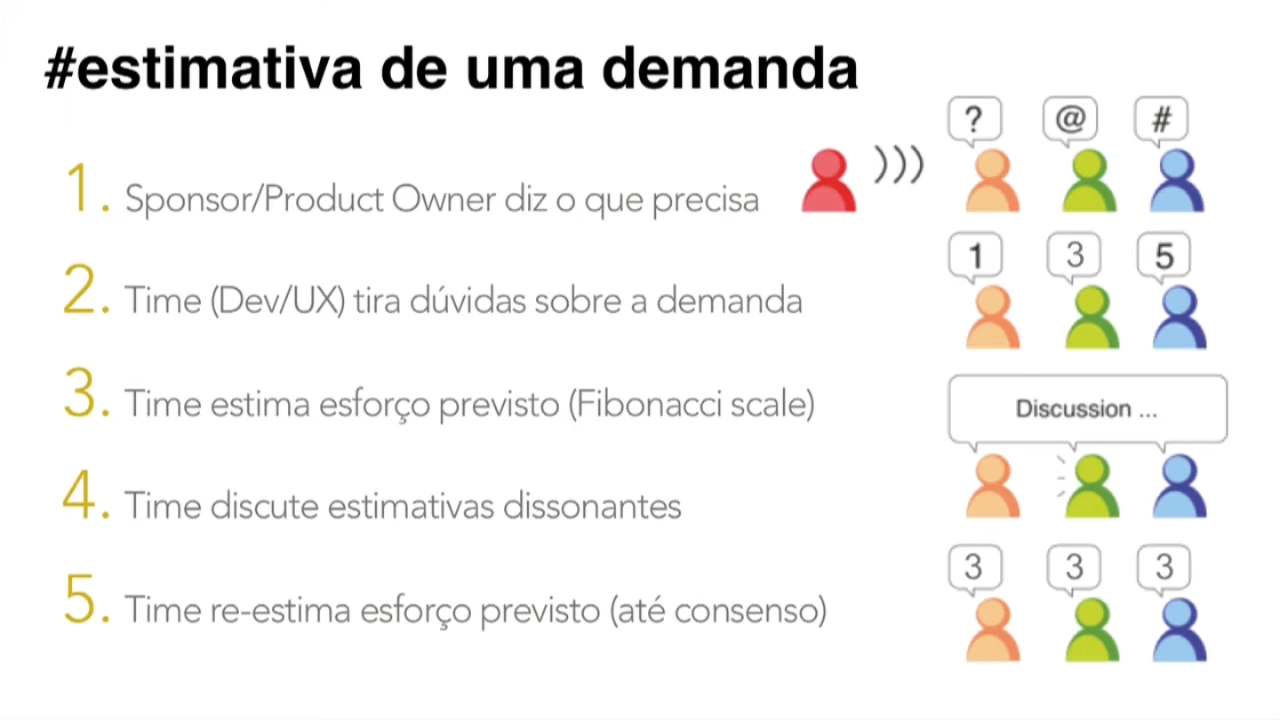 #estimativa de uma demanda
? @ #
1. Sponsor/Product Owner diz o que precisa
)))
1 3 5
2. Time (Dev/UX) tira dúvidas sobre a demanda
3. Time estima esforço previsto (Fibonacci scale)
Discussion ...
4. Time discute estimativas dissonantes
3 3 3
5. Time re-estima esforço previsto (até consenso)